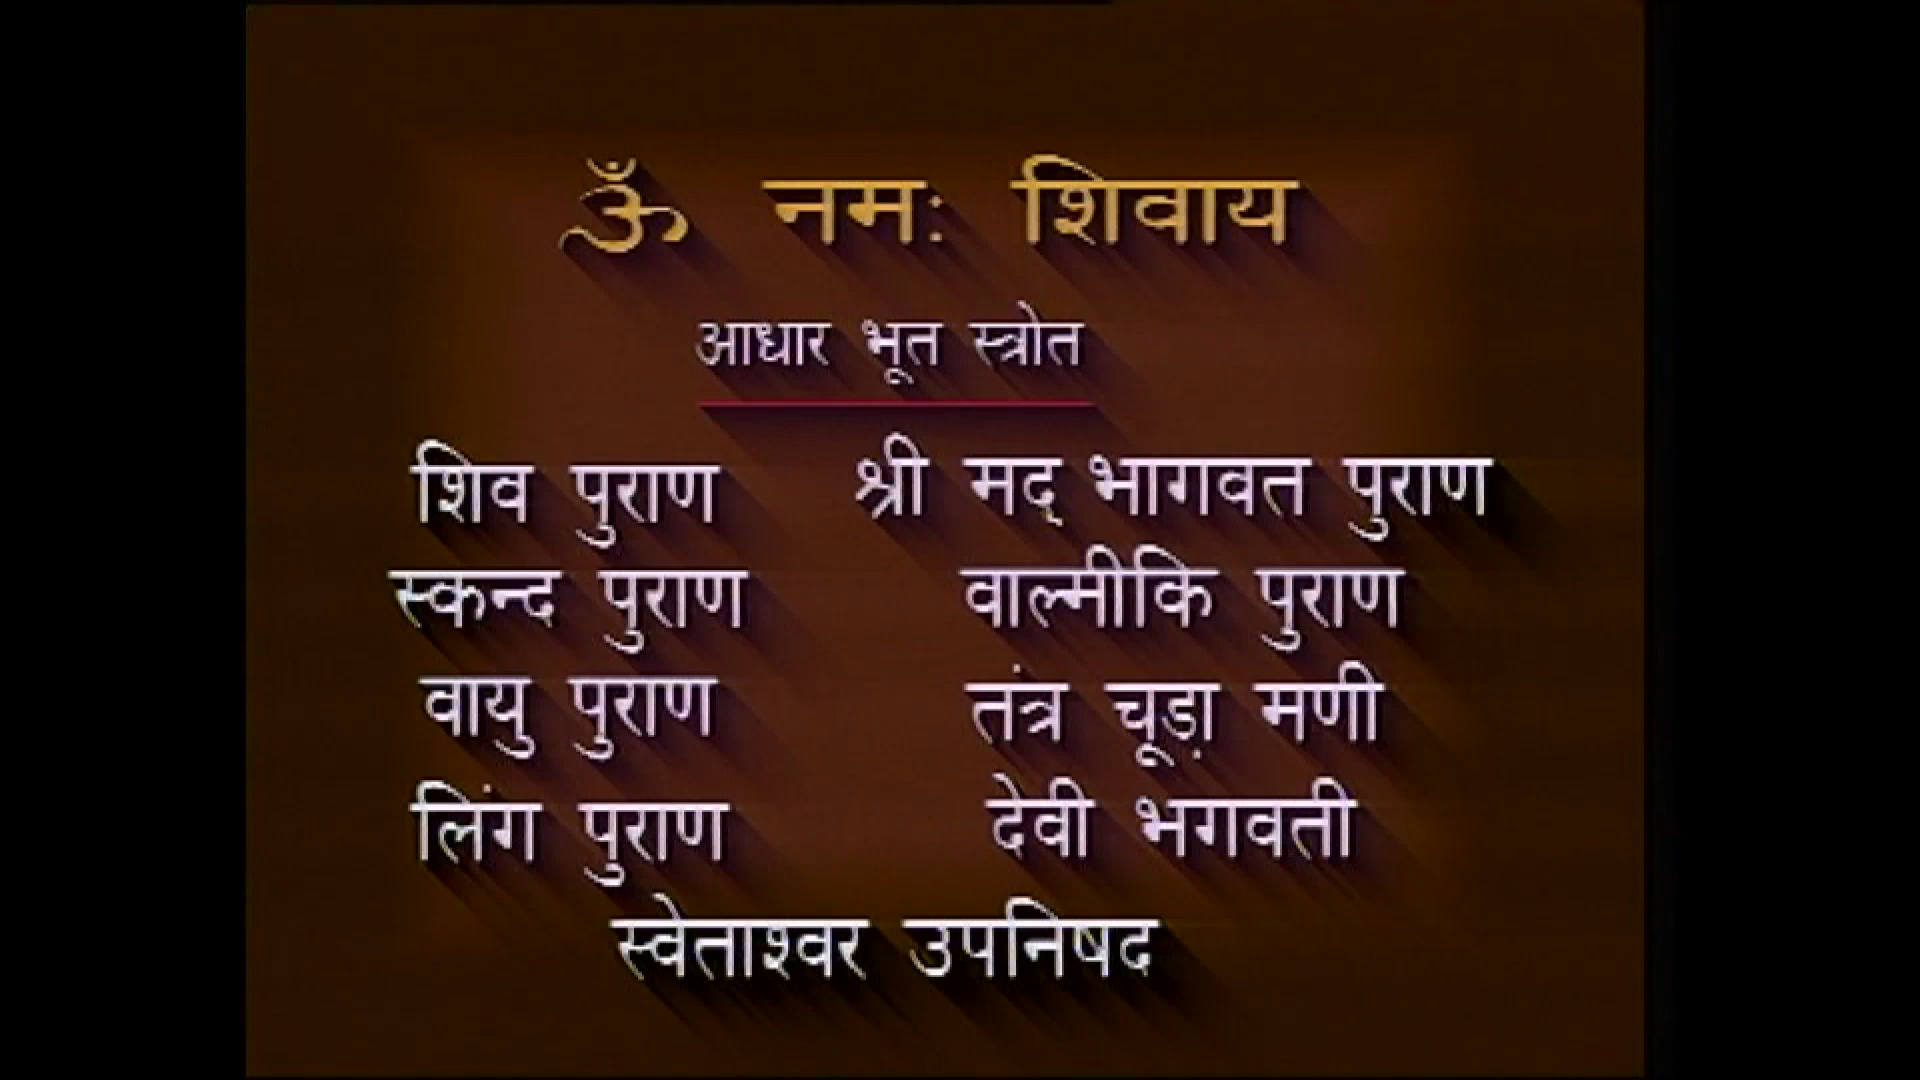 ॐ नमः शिवाय
आधार भूत स्त्रोत
शिव पुराण श्री मद् भागवत पुराण
स्कन्द पुराण वाल्मीकि पुराण
वायु पुराण तंत्र चूड़ा मणी
लिंग पुराण देवी भगवती
स्वेताश्वर उपनिषद